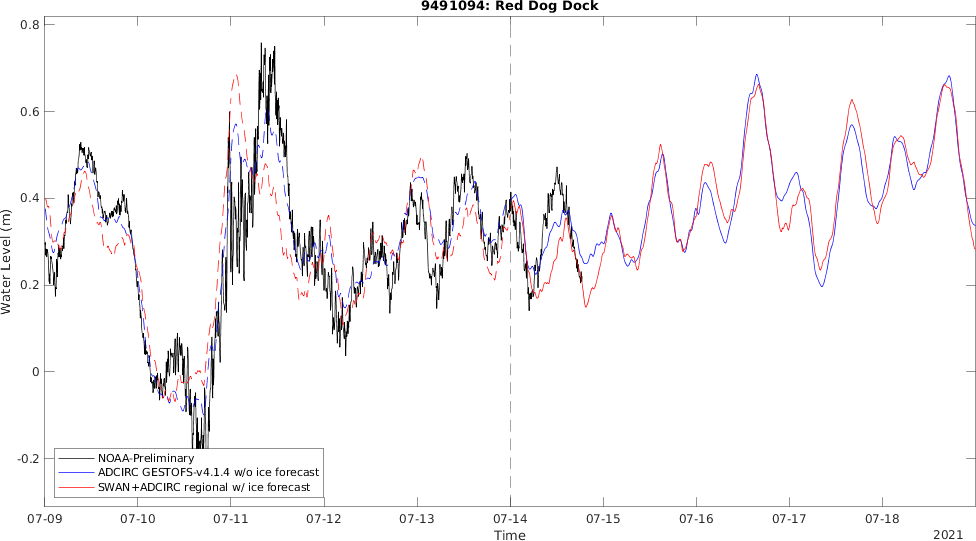 9491094: Red Dog Dock
0.8
0.6
0.4
0.2
0
-0.2
Water Level (m)
NOAA-Preliminary
ADCIRC GESTOFS-v4.1.4 w/o ice forecast
SWAN+ADCIRC regional w/ ice forecast
07-09 07-10 07-11 07-12 07-13 07-14 07-15 07-16 07-17 07-18
Time
2021